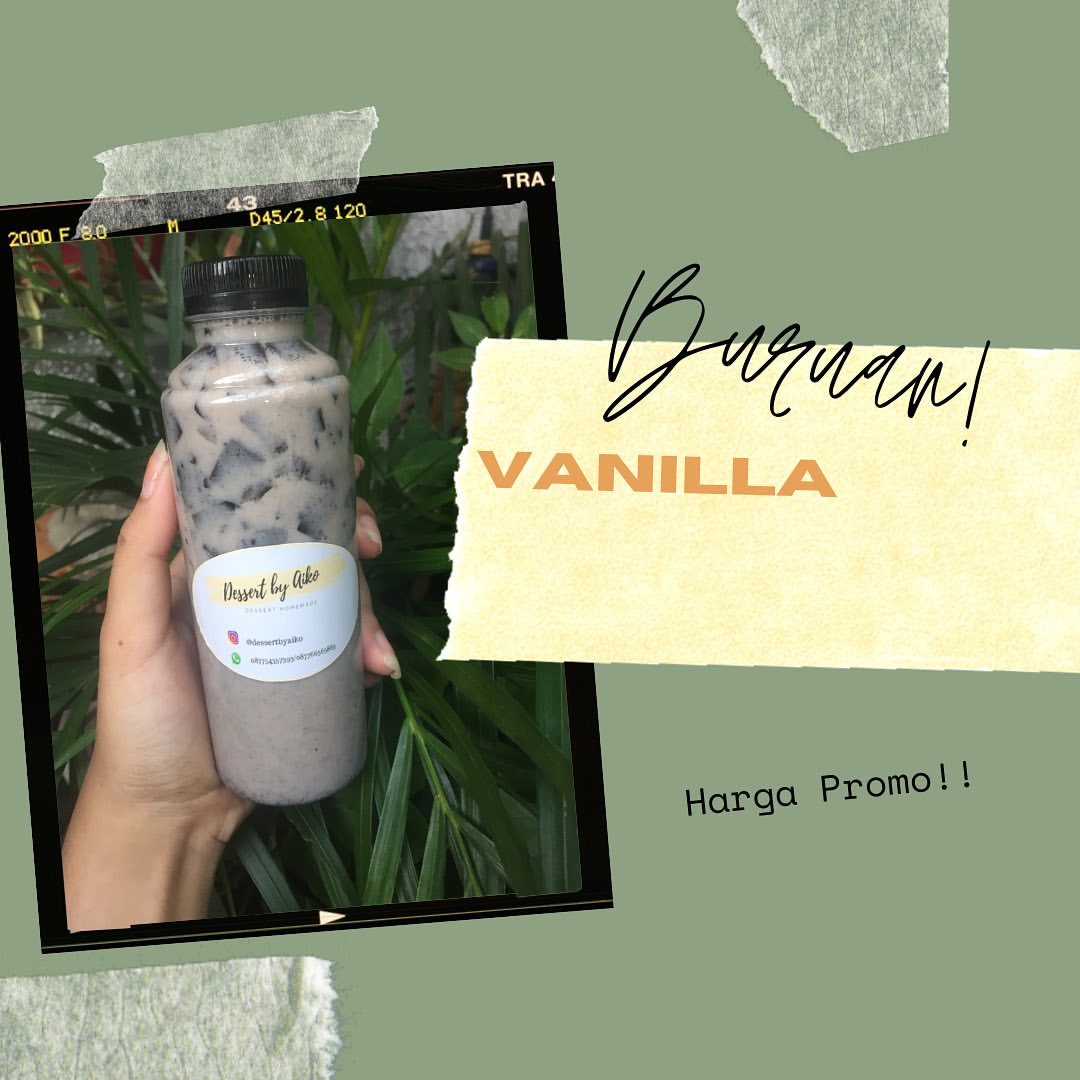 TRA
43
2000 F 8.0 M D45/2.8 120
Buruan!
VANILLA
Dessert by Aiko
DESSERT HOMEMADE
@dessertbyaiko
Harga Promo!!